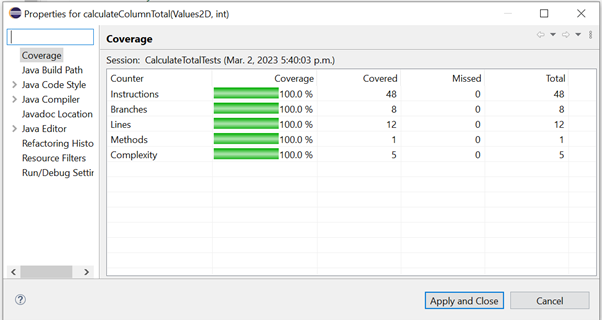 Properties for calculateColumnTotal(Values2D, int)
Coverage
Java Build Path
Java Code Style
Java Compiler
Javadoc Location
Java Editor
Refactoring Histo
Resource Filters
Run/Debug Settin
Coverage
Session: CalculateTotalTests (Mar. 2, 2023 5:40:03 p.m.)
Counter Coverage Covered Missed Total
Instructions 100.0 % 48 0 48
Branches 100.0 % 8 0 8
Lines 100.0 % 12 0 12
Methods 100.0 % 1 0 1
Complexity 100.0 % 5 0 5
Apply and Close
Cancel